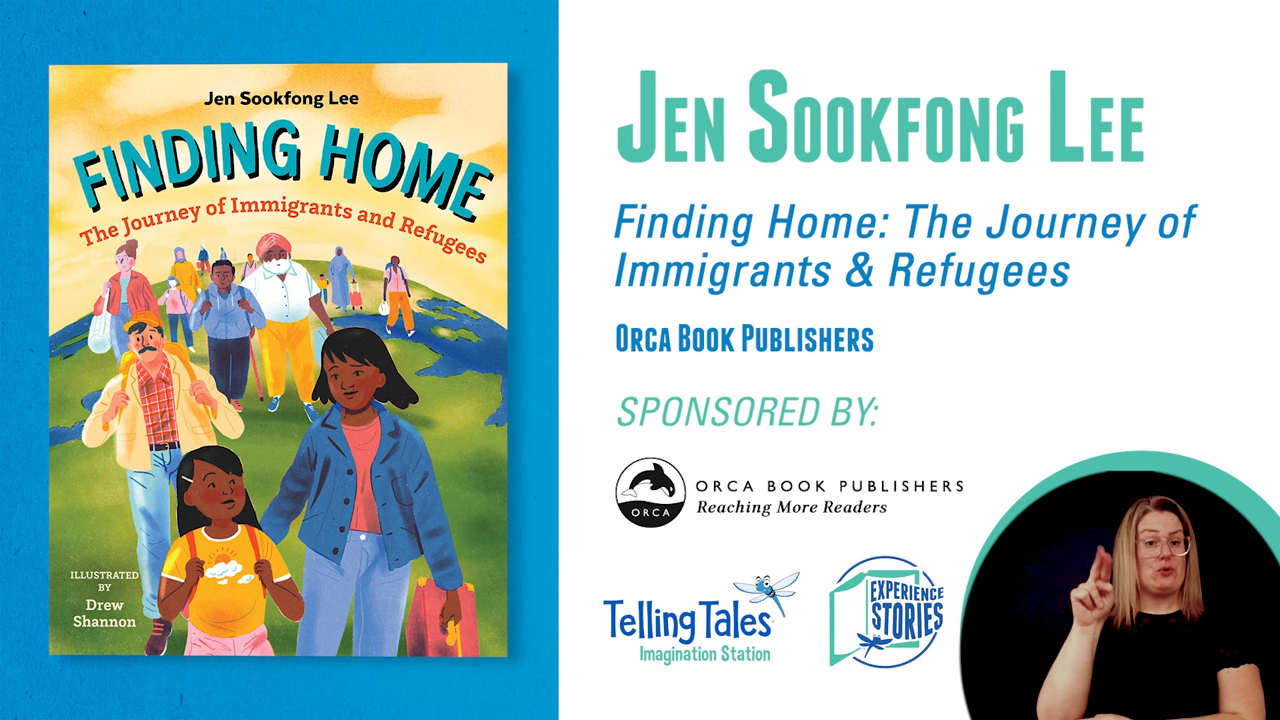 Jen Sookfong Lee
FINDING HOME
The Journey of Immigrants and Refugees
ILLUSTRATED
BY
Drew
Shannon
JEN SOOKFONG LEE
Finding Home: The Journey of
Immigrants & Refugees
ORCA BOOK PUBLISHERS
SPONSORED BY:
ORCA
ORCA BOOK PUBLISHERS
Reaching More Readers
Telling Tales
Imagination Station
EXPERIENCE
STORIES